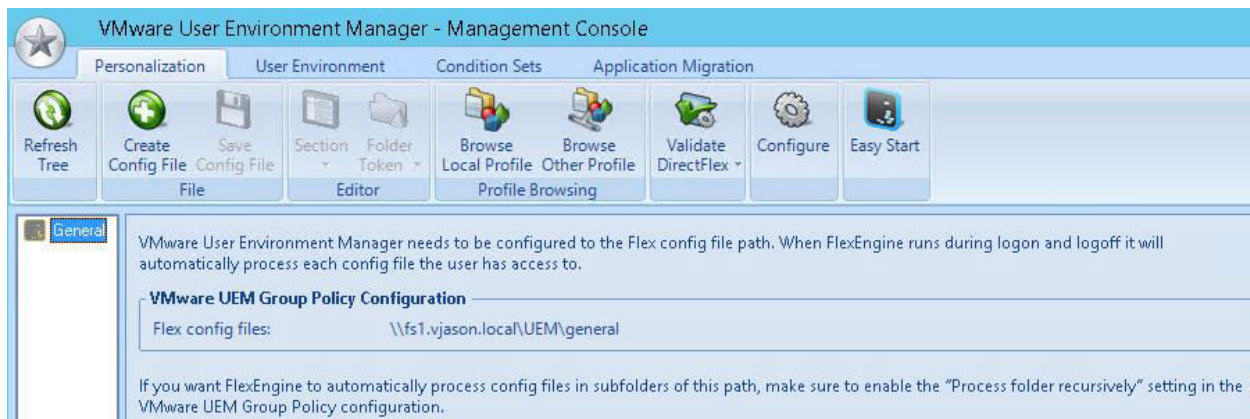 VMware User Environment Manager - Management Console
Personalization User Environment Condition Sets Application Migration
Refresh Tree
Create Config File
Save Config File
Section
Folder Token
Browse Local Profile
Browse Other Profile
Validate DirectFlex
Configure
Easy Start
File Editor Profile Browsing
General
VMware User Environment Manager needs to be configured to the Flex config file path. When FlexEngine runs during logon and logoff it will
automatically process each config file the user has access to.
VMware UEM Group Policy Configuration
Flex config files: \\fs1.vjason.local\UEM\general
If you want FlexEngine to automatically process config files in subfolders of this path, make sure to enable the "Process folder recursively" setting in the
VMware UEM Group Policy configuration.